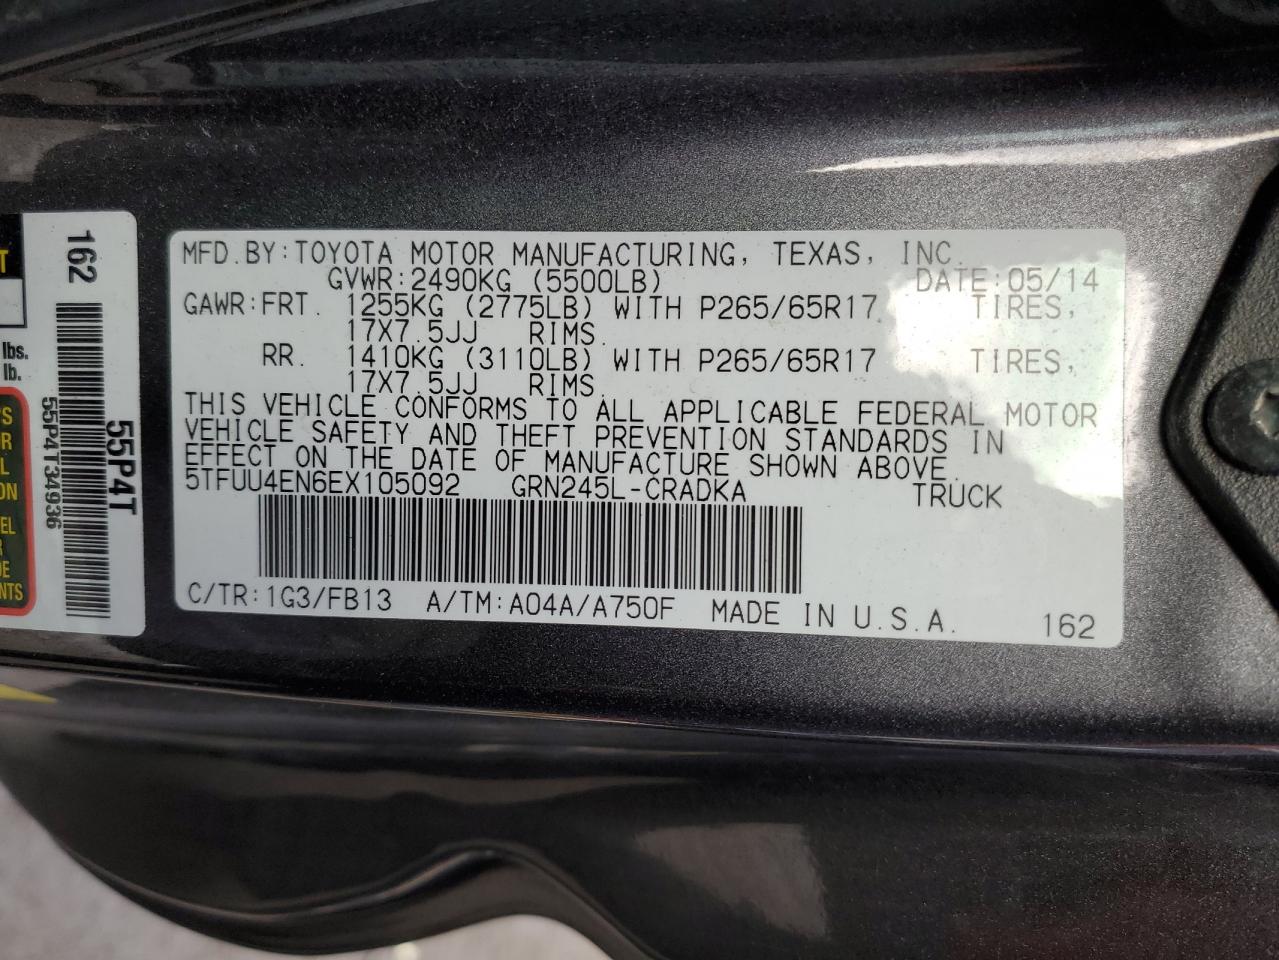 MFD.BY:TOYOTA MOTOR MANUFACTURING, TEXAS, INC.
GVWR:2490KG (5500LB) DATE:05/14
GAWR:FRT. 1255KG (2775LB) WITH P265/65R17 TIRES,
17X7.5JJ RIMS.
RR. 1410KG (3110LB) WITH P265/65R17 TIRES,
17X7.5JJ RIMS.
THIS VEHICLE CONFORMS TO ALL APPLICABLE FEDERAL MOTOR
VEHICLE SAFETY AND THEFT PREVENTION STANDARDS IN
EFFECT ON THE DATE OF MANUFACTURE SHOWN ABOVE.
5TFUU4EN6EX105092 GRN245L-CRADKA TRUCK
C/TR:1G3/FB13 A/TM:A04A/A750F MADE IN U.S.A. 162
162
55P4T
55P4T34936
lbs.
lb.